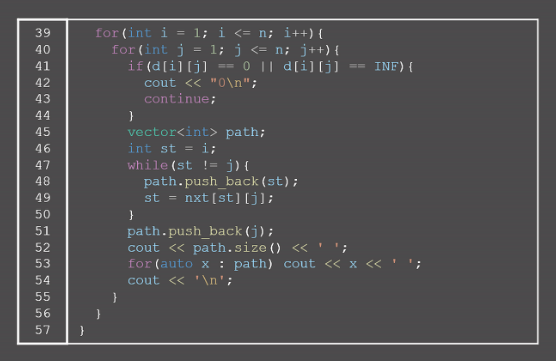 39 for(int i = 1; i <= n; i++){
40 for(int j = 1; j <= n; j++){
41 if(d[i][j] == 0 || d[i][j] == INF){
42 cout << "0\n";
43 continue;
44 }
45 vector<int> path;
46 int st = i;
47 while(st != j){
48 path.push_back(st);
49 st = nxt[st][j];
50 }
51 path.push_back(j);
52 cout << path.size() << ' ';
53 for(auto x : path) cout << x << ' ';
54 cout << '\n';
55 }
56 }
57 }